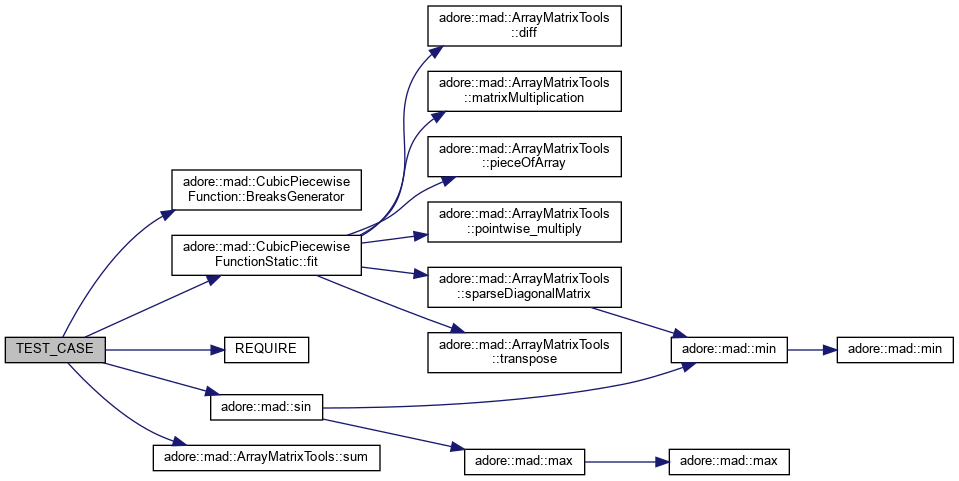 adore::mad::ArrayMatrixTools
::diff
adore::mad::ArrayMatrixTools
::matrixMultiplication
adore::mad::ArrayMatrixTools
::pieceOfArray
adore::mad::CubicPiecewise
Function::BreaksGenerator
adore::mad::ArrayMatrixTools
::pointwise_multiply
adore::mad::CubicPiecewise
FunctionStatic::fit
adore::mad::ArrayMatrixTools
::sparseDiagonalMatrix
TEST_CASE
REQUIRE
adore::mad::ArrayMatrixTools
::transpose
adore::mad::min
adore::mad::min
adore::mad::sin
adore::mad::ArrayMatrixTools::sum
adore::mad::max
adore::mad::max